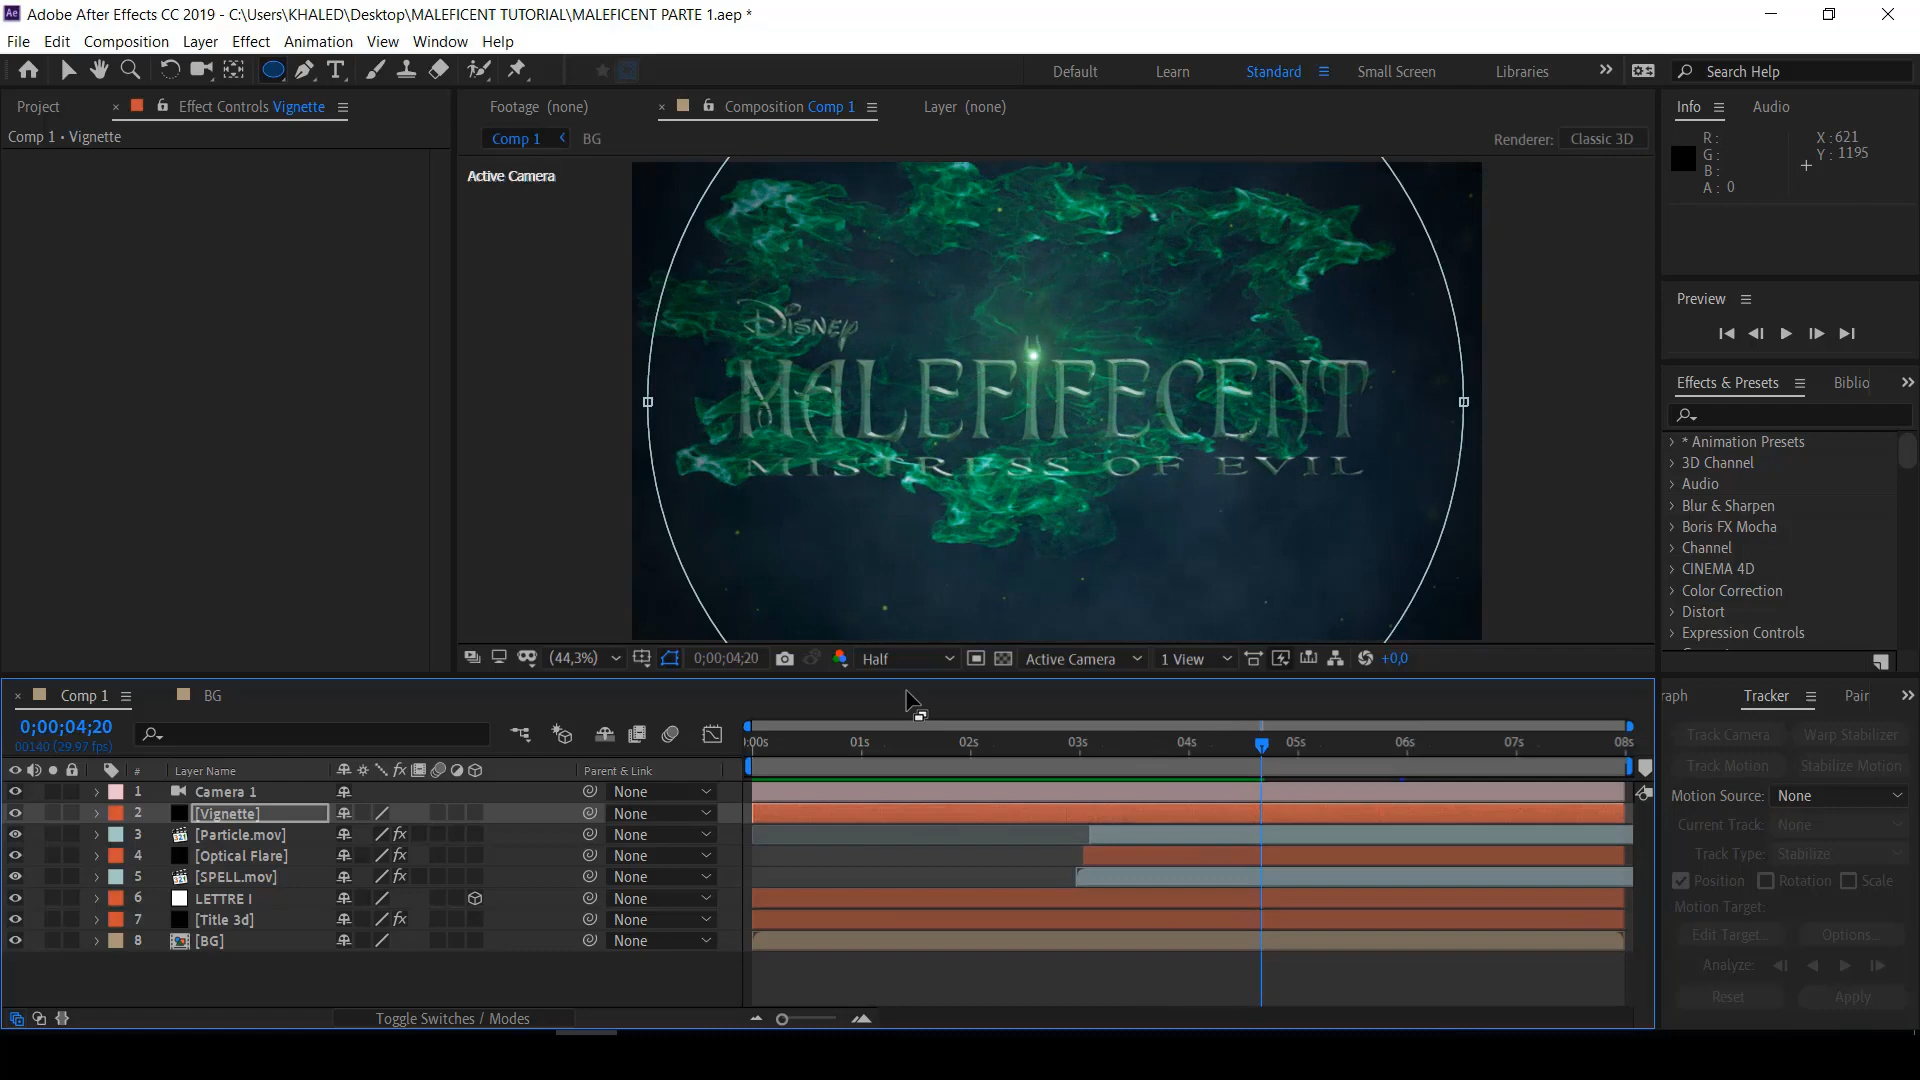 Adobe After Effects CC 2019 - C:\Users\KHALED\Desktop\MALEFICENT TUTORIAL\MALEFICENT PARTE 1.aep *
File Edit Composition Layer Effect Animation View Window Help
Default Learn Standard Small Screen Libraries Search Help
Project Effect Controls Vignette Footage (none) Composition Comp 1 Layer (none) Info Audio
Comp 1 • Vignette
Comp 1 BG Renderer: Classic 3D
R: X: 621
G: Y: 1195
B:
A: 0
Active Camera
DISNEY
MALEFIFECENT
MISTRESS OF EVIL
Preview
Effects & Presets Biblio
* Animation Presets
3D Channel
Audio
Blur & Sharpen
Boris FX Mocha
Channel
CINEMA 4D
Color Correction
Distort
Expression Controls
(44,3%) 0;00;04;20 Half Active Camera 1 View +0,0
Comp 1 BG
raph Tracker Pair
0;00;04;20
00140 (29.97 fps)
:00s 01s 02s 03s 04s 05s 06s 07s 08s
# Layer Name Parent & Link
1 Camera 1 None
2 [Vignette] None
3 [Particle.mov] None
4 [Optical Flare] None
5 [SPELL.mov] None
6 LETTRE I None
7 [Title 3d] None
8 [BG] None
Toggle Switches / Modes
Track Camera Warp Stabilizer
Track Motion Stabilize Motion
Motion Source: None
Current Track: None
Track Type: Stabilize
Position Rotation Scale
Motion Target:
Edit Target... Options...
Analyze:
Reset Apply